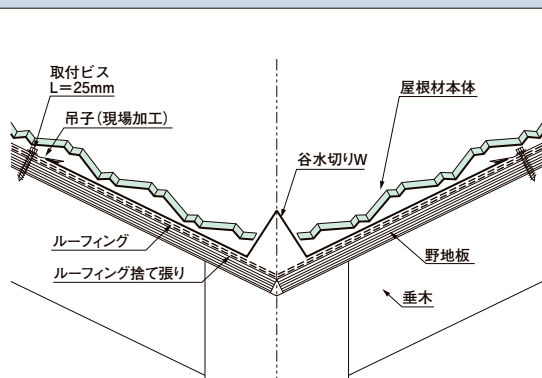 取付ビス
L＝25mm
屋根材本体
吊子（現場加工）
谷水切りW
ルーフィング
野地板
ルーフィング捨て張り
垂木